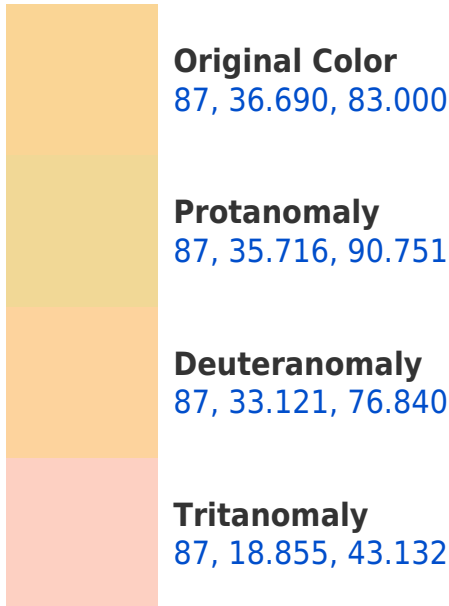 Original Color
87, 36.690, 83.000
Protanomaly
87, 35.716, 90.751
Deuteranomaly
87, 33.121, 76.840
Tritanomaly
87, 18.855, 43.132